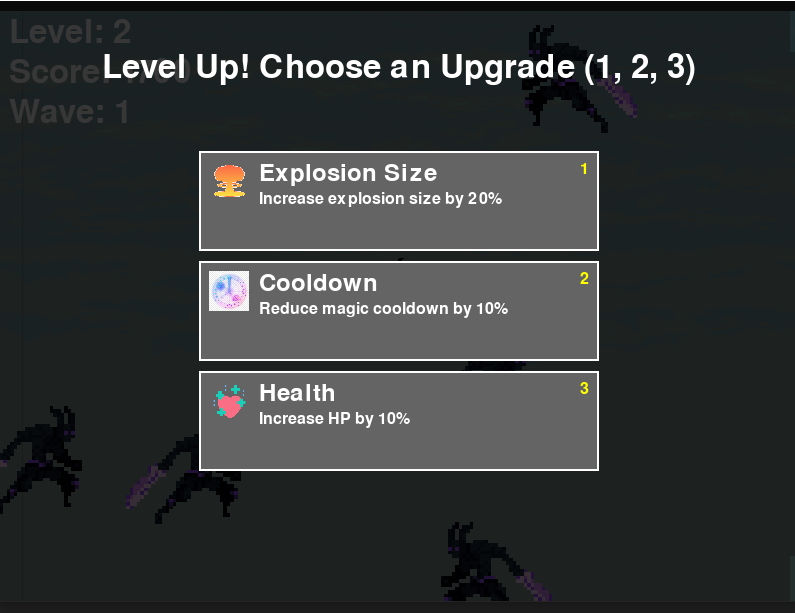 Level: 2
Score:
Level Up! Choose an Upgrade (1, 2, 3)
Wave: 1
Explosion Size
1
Increase explosion size by 20%
Cooldown
2
Reduce magic cooldown by 10%
Health
3
Increase HP by 10%